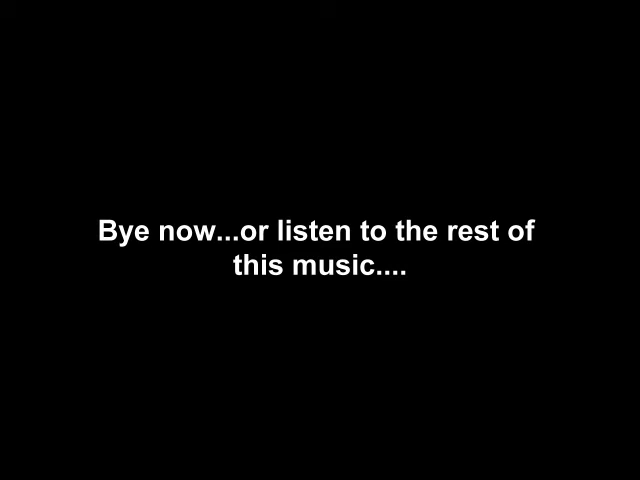 Bye now...or listen to the rest of
this music....